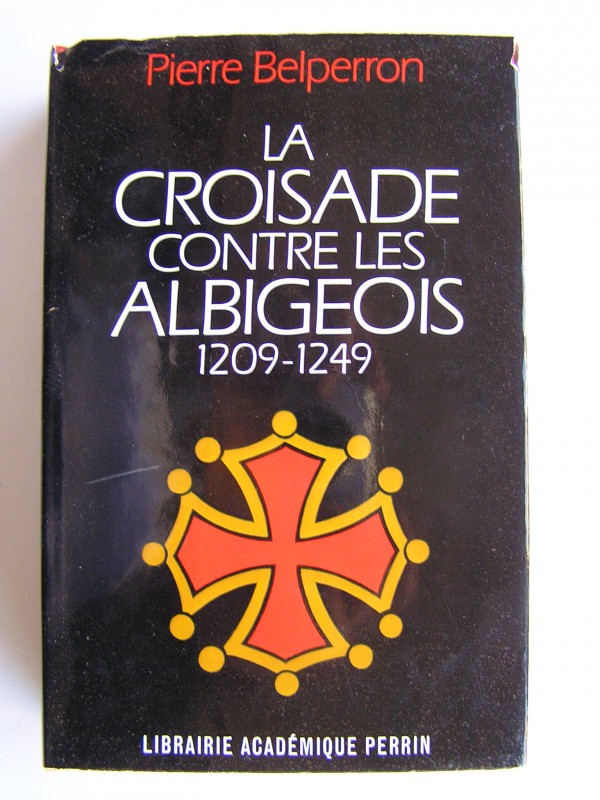 Pierre Belperron
LA
CROISADE
CONTRE LES
ALBIGEOIS
1209-1249
LIBRAIRIE ACADÉMIQUE PERRIN